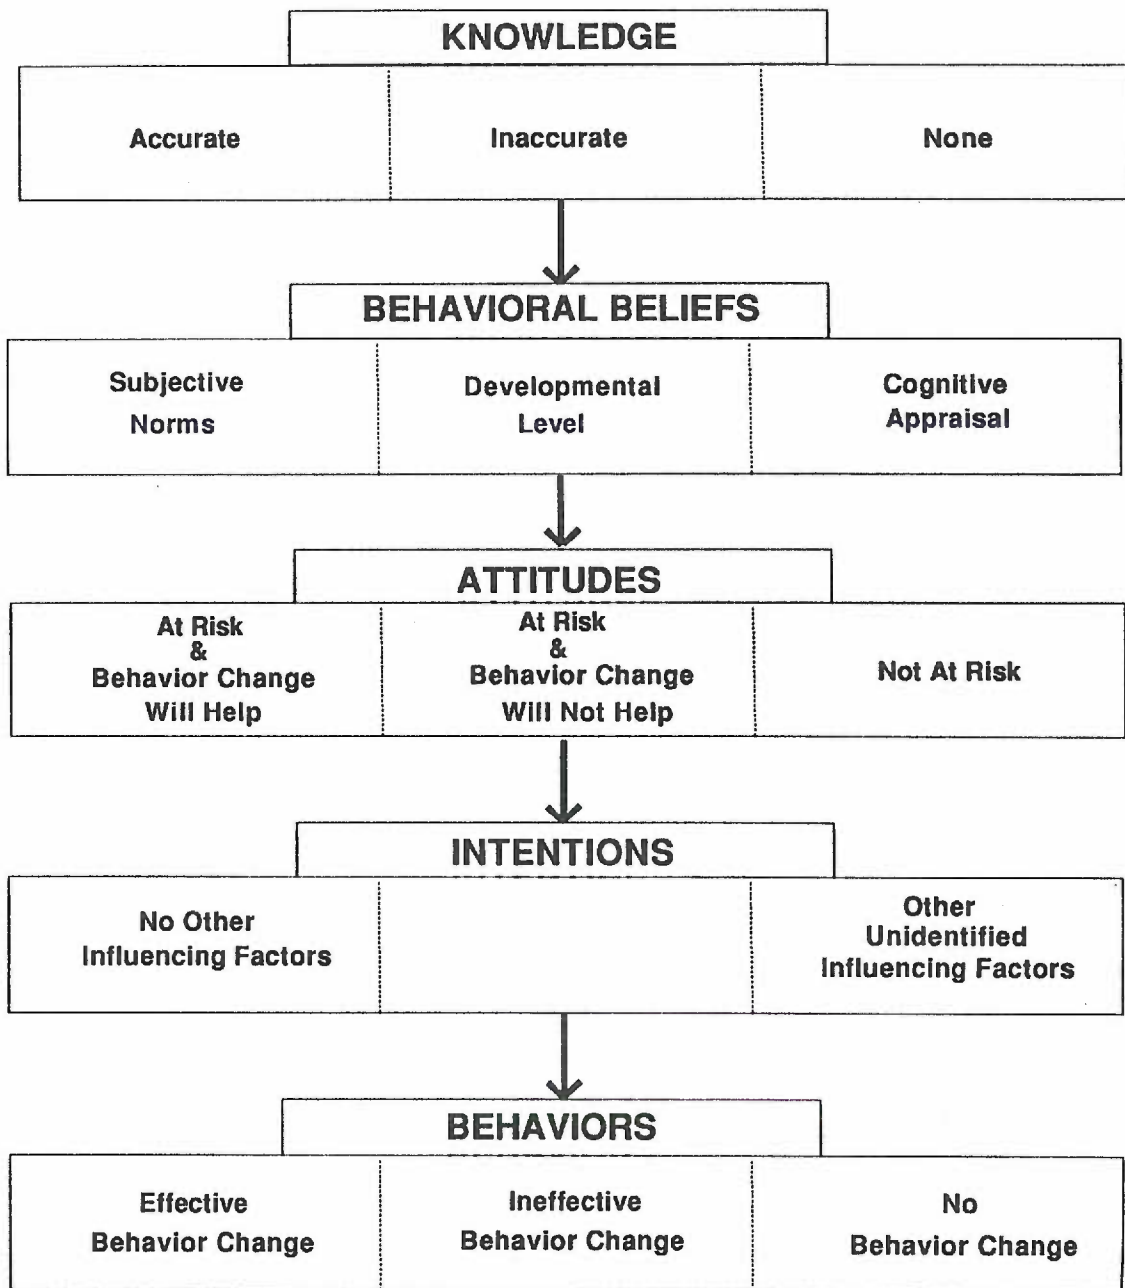 KNOWLEDGE
Accurate
Inaccurate
None
BEHAVIORAL BELIEFS
Subjective
Norms
Developmental
Level
Cognitive
Appraisal
ATTITUDES
At Risk
&
Behavior Change
Will Help
At Risk
&
Behavior Change
Will Not Help
Not At Risk
INTENTIONS
No Other
Influencing Factors
Other
Unidentified
Influencing Factors
BEHAVIORS
Effective
Behavior Change
Ineffective
Behavior Change
No
Behavior Change